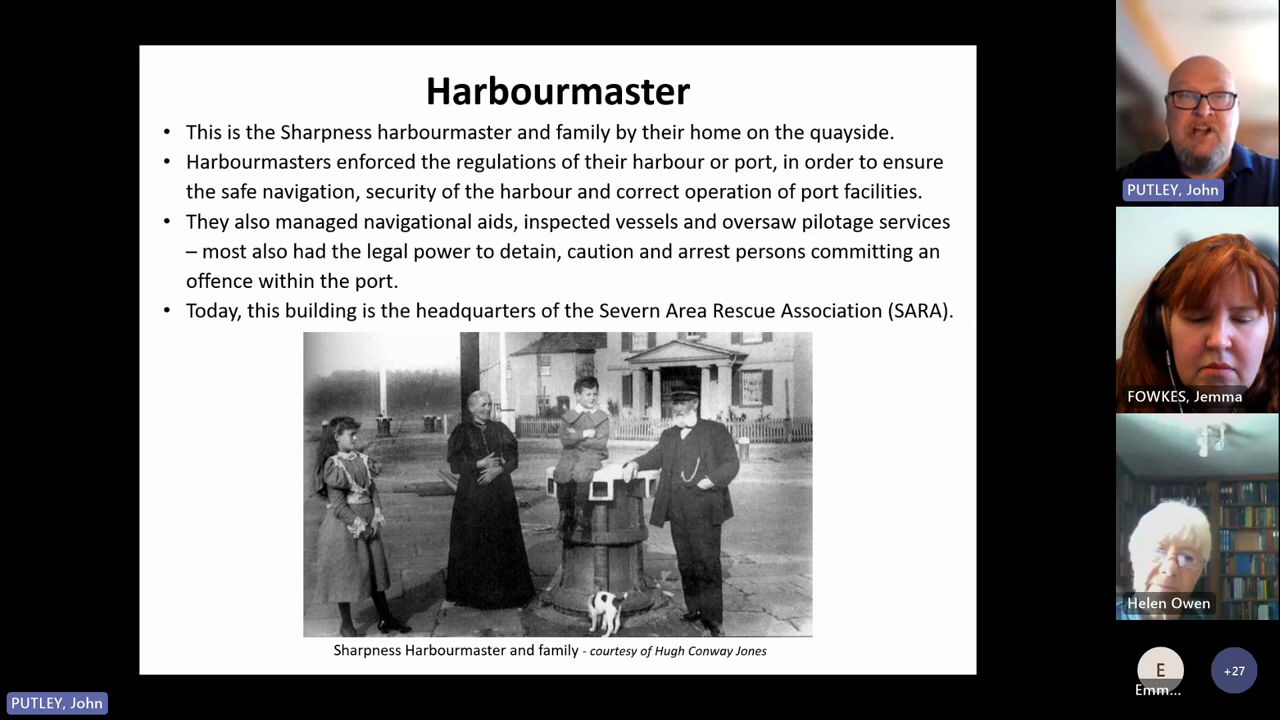 Harbourmaster
• This is the Sharpness harbourmaster and family by their home on the quayside.
• Harbourmasters enforced the regulations of their harbour or port, in order to ensure
the safe navigation, security of the harbour and correct operation of port facilities.
• They also managed navigational aids, inspected vessels and oversaw pilotage services
– most also had the legal power to detain, caution and arrest persons committing an
offence within the port.
• Today, this building is the headquarters of the Severn Area Rescue Association (SARA).
Sharpness Harbourmaster and family - courtesy of Hugh Conway Jones
PUTLEY, John
FOWKES, Jemma
Helen Owen
E
Emm...
+27
PUTLEY, John